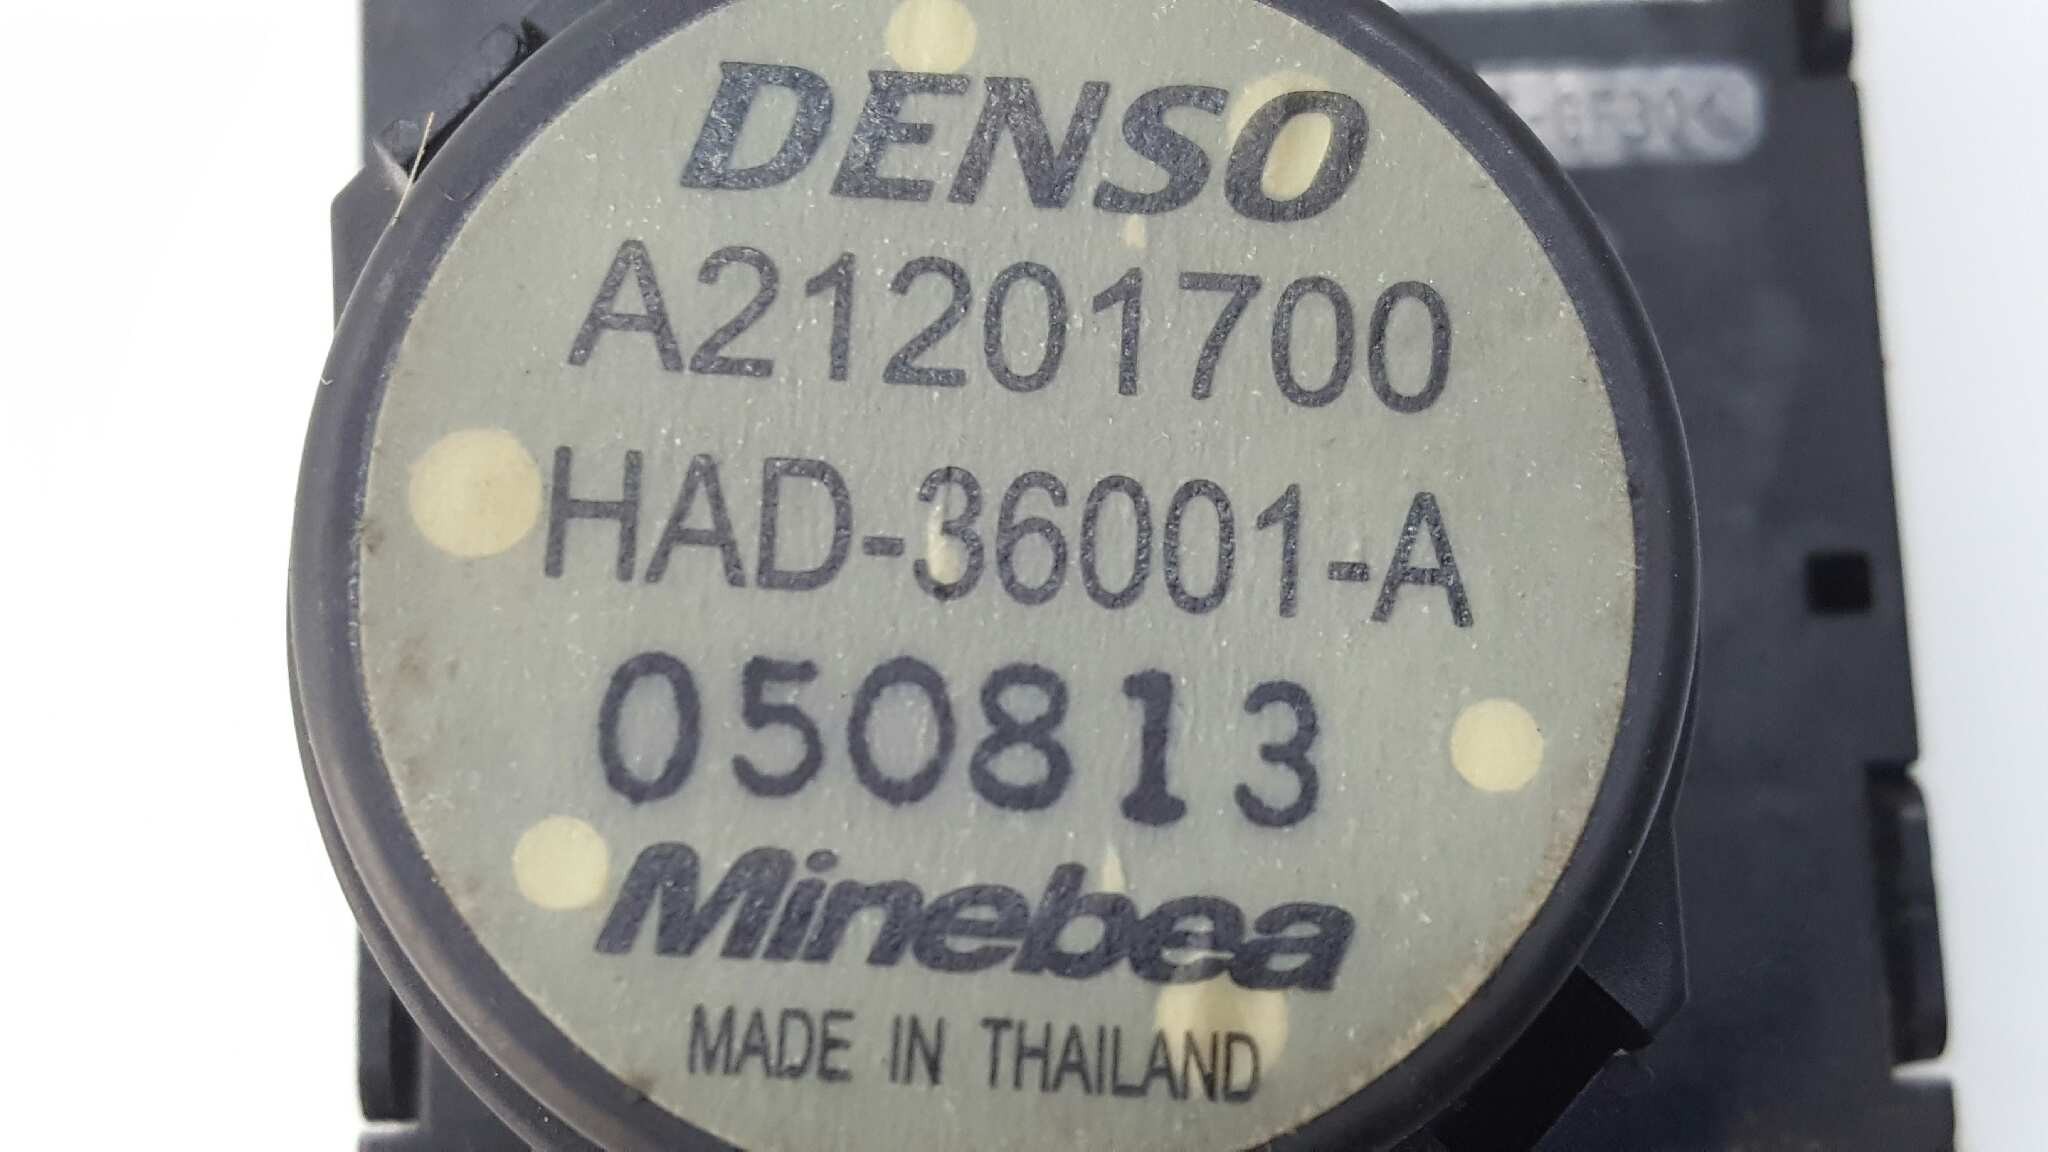 DENSO
A21201700
HAD-36001-A
050813
Minebea
MADE IN THAILAND